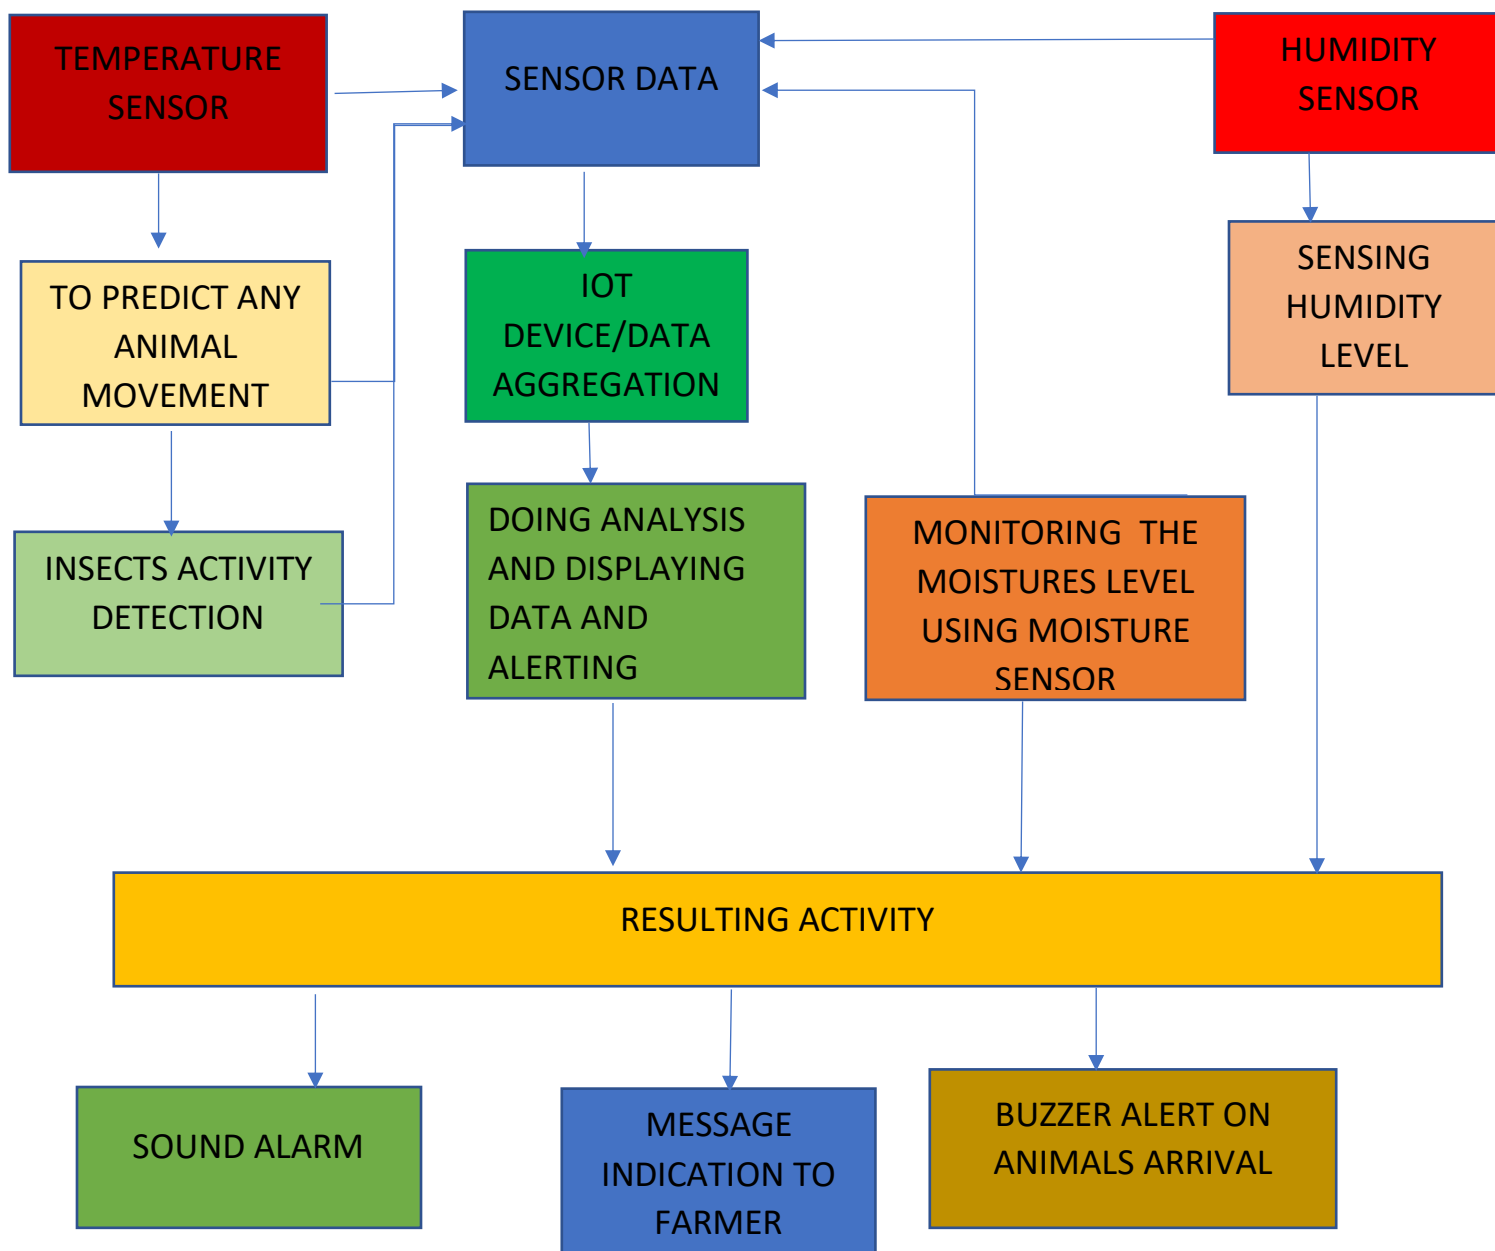 TEMPERATURE
SENSOR
SENSOR DATA
HUMIDITY
SENSOR
TO PREDICT ANY
ANIMAL
MOVEMENT
IOT
DEVICE/DATA
AGGREGATION
SENSING
HUMIDITY
LEVEL
INSECTS ACTIVITY
DETECTION
DOING ANALYSIS
AND DISPLAYING
DATA AND
ALERTING
MONITORING  THE
MOISTURES LEVEL
USING MOISTURE
SENSOR
RESULTING ACTIVITY
SOUND ALARM
MESSAGE
INDICATION TO
FARMER
BUZZER ALERT ON
ANIMALS ARRIVAL